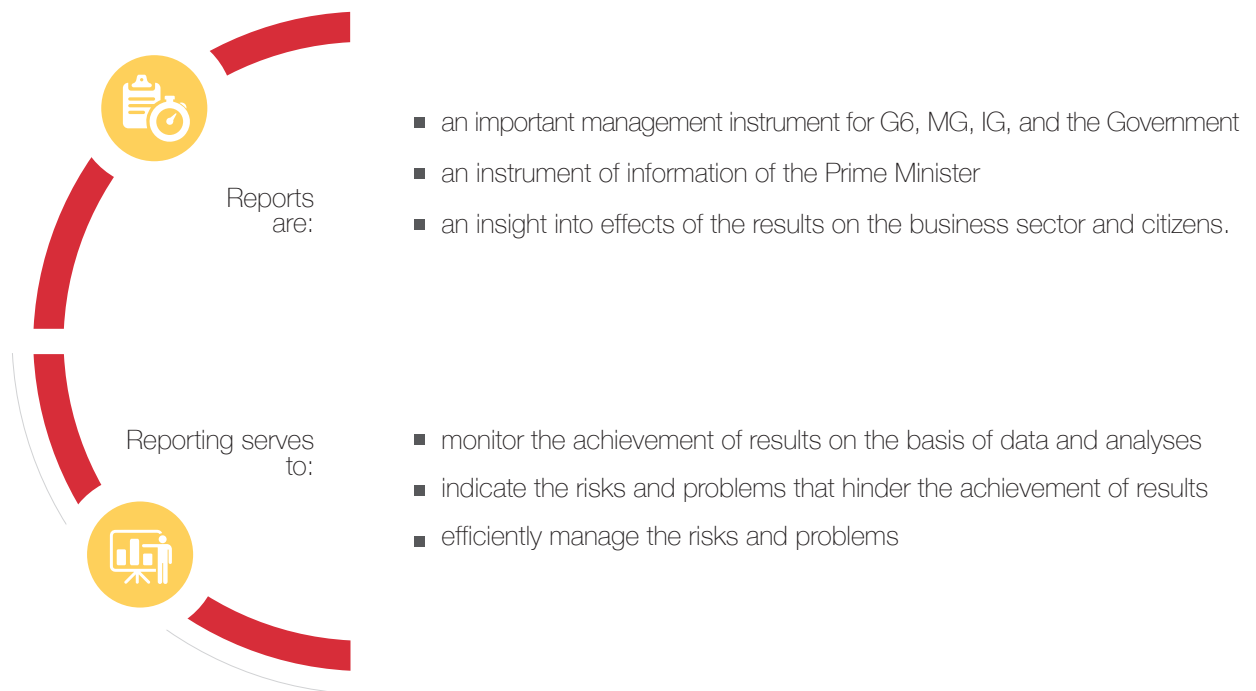 Reports
are:
■ an important management instrument for G6, MG, IG, and the Government
■ an instrument of information of the Prime Minister
■ an insight into effects of the results on the business sector and citizens.
Reporting serves
to:
■ monitor the achievement of results on the basis of data and analyses
■ indicate the risks and problems that hinder the achievement of results
■ efficiently manage the risks and problems